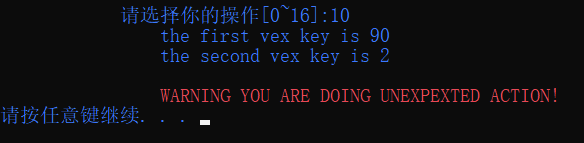 请选择你的操作[0~16]:10
the first vex key is 90
the second vex key is 2
WARNING YOU ARE DOING UNEXPEXTED ACTION!
请按任意键继续. . .